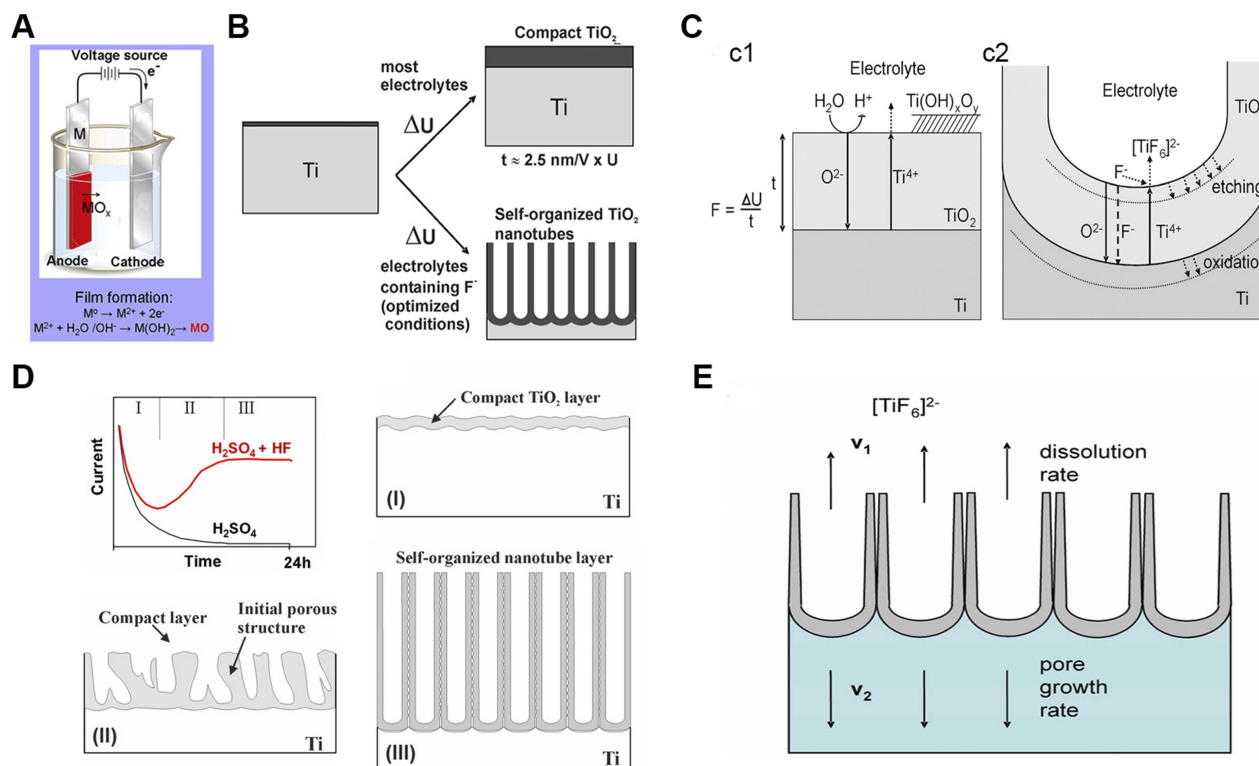 A
Voltage source
e⁻
M
MOₓ
Anode Cathode
Film formation:
M⁰ → M²⁺ + 2e⁻
M²⁺ + H₂O /OH⁻ → M(OH)₂ → MO
B
Ti
most
electrolytes
ΔU
Compact TiO₂
Ti
t ≈ 2.5 nm/V x U
ΔU
electrolytes
containing F⁻
(optimized
conditions)
Self-organized TiO₂
nanotubes
C
c1
Electrolyte
H₂O H⁺ Ti(OH)ₓOᵧ
t
O²⁻ Ti⁴⁺
F = ΔU/t
TiO₂
Ti
c2
Electrolyte
TiO
[TiF₆]²⁻
F⁻
etching
O²⁻ F⁻ Ti⁴⁺
oxidation
Ti
D
I II III
H₂SO₄ + HF
Current
H₂SO₄
Time 24h
Compact TiO₂ layer
(I) Ti
Compact layer
Initial porous
structure
(II) Ti
Self-organized nanotube layer
(III) Ti
E
[TiF₆]²⁻
v₁
dissolution
rate
v₂
pore
growth
rate